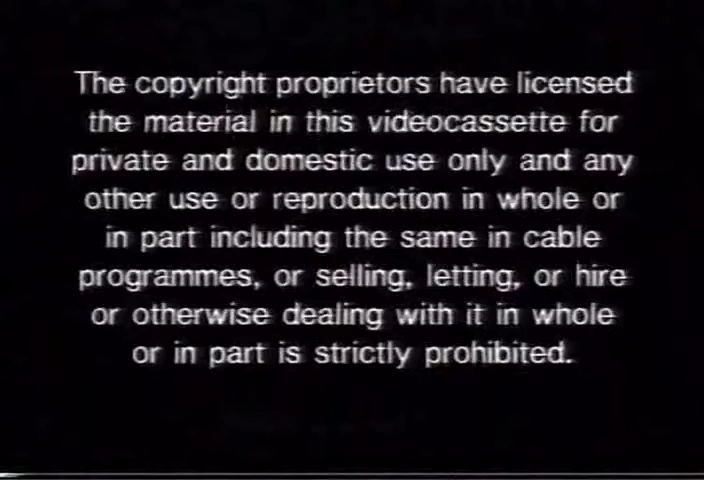 The copyright proprietors have licensed
the material in this videocassette for
private and domestic use only and any
other use or reproduction in whole or
in part including the same in cable
programmes, or selling, letting, or hire
or otherwise dealing with it in whole
or in part is strictly prohibited.